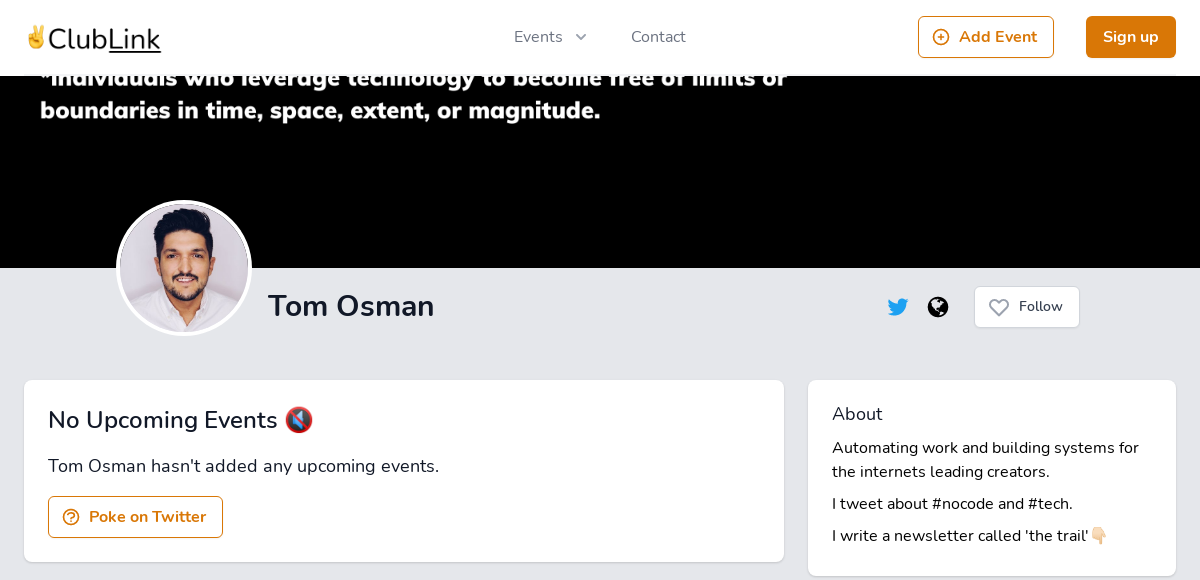 ✌️ClubLink
Events
Contact
Add Event
Sign up
*individuals who leverage technology to become free of limits or
boundaries in time, space, extent, or magnitude.
Tom Osman
Follow
No Upcoming Events 🔇
Tom Osman hasn't added any upcoming events.
Poke on Twitter
About
Automating work and building systems for
the internets leading creators.
I tweet about #nocode and #tech.
I write a newsletter called 'the trail'👇🏻